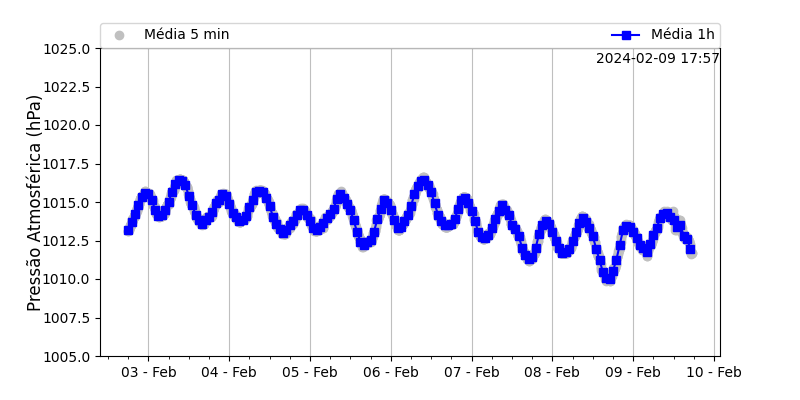 Média 5 min
Média 1h
2024-02-09 17:57
Pressão Atmosférica (hPa)
1025.0
1022.5
1020.0
1017.5
1015.0
1012.5
1010.0
1007.5
1005.0
03 - Feb
04 - Feb
05 - Feb
06 - Feb
07 - Feb
08 - Feb
09 - Feb
10 - Feb